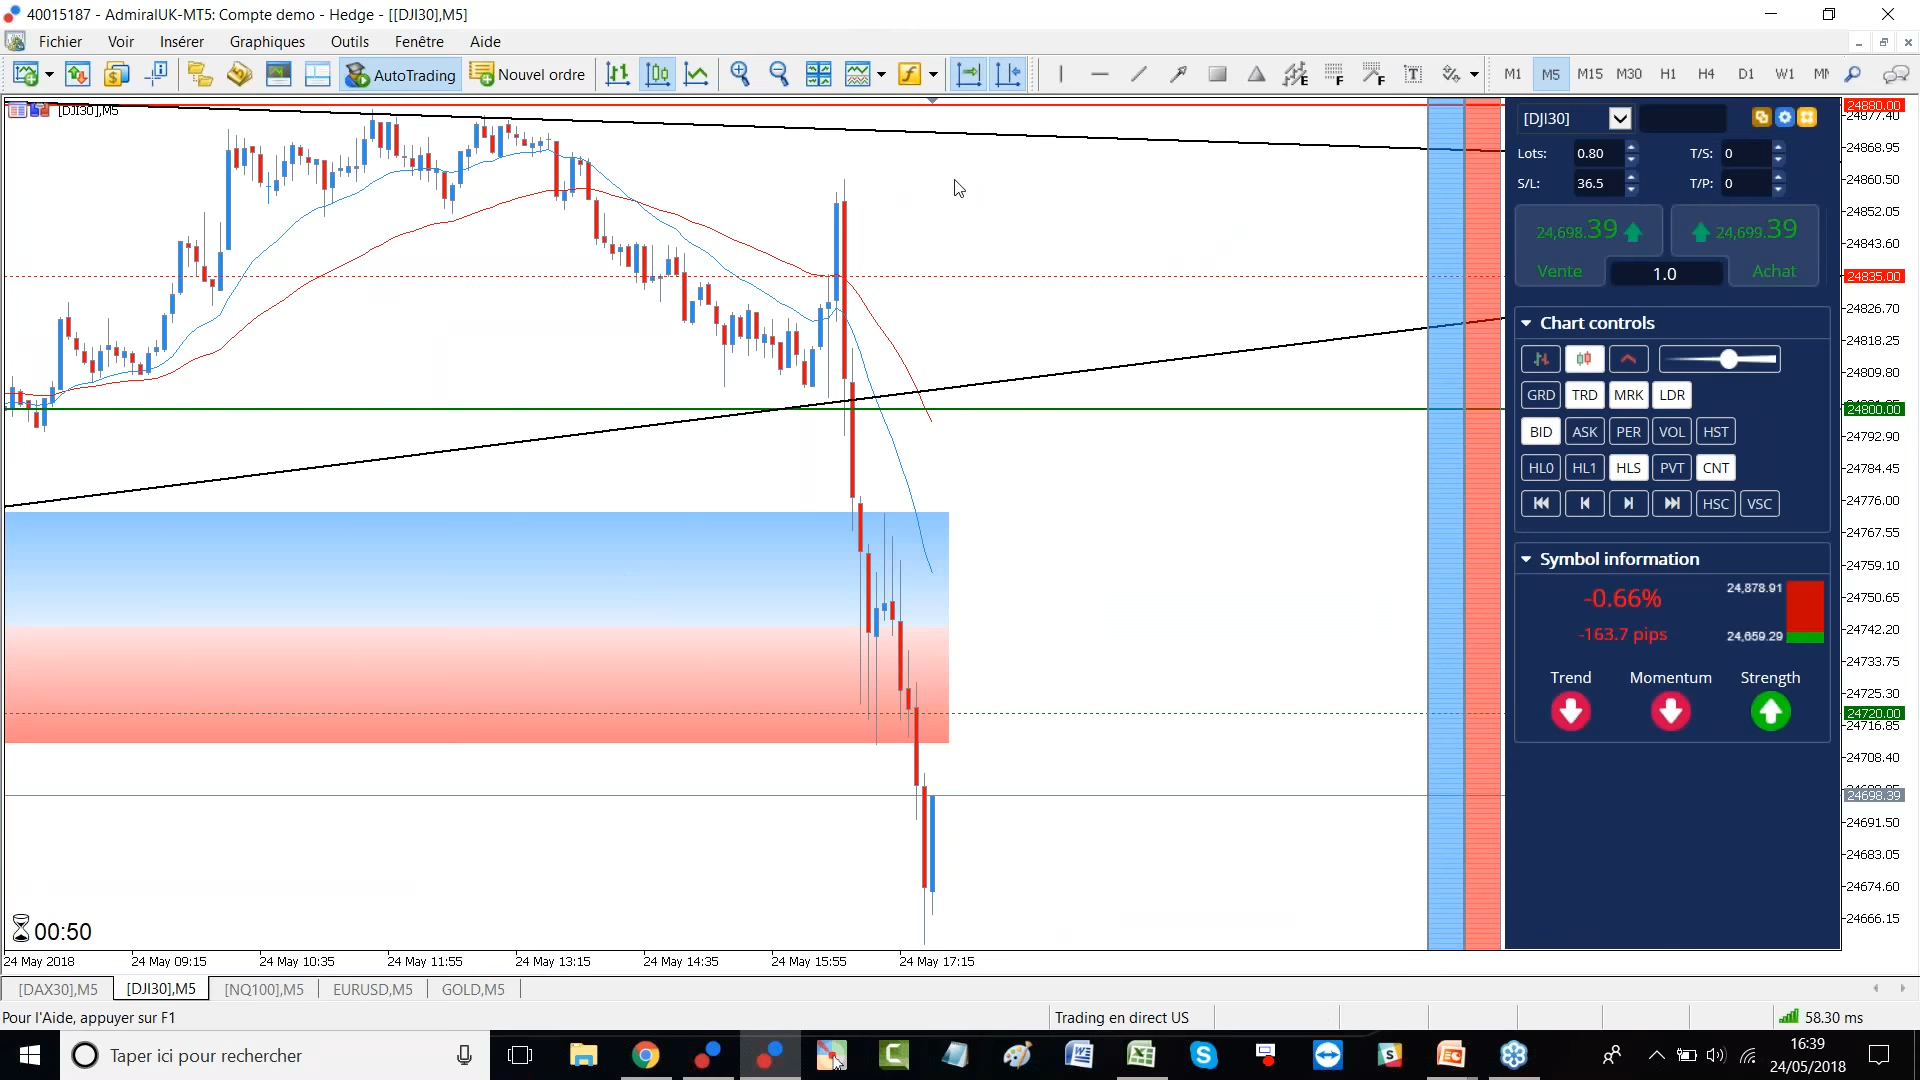 40015187 - AdmiralUK-MT5: Compte demo - Hedge - [[DJI30],M5]
Fichier Voir Insérer Graphiques Outils Fenêtre Aide
AutoTrading Nouvel ordre M1 M5 M15 M30 H1 H4 D1 W1
[DJI30],M5
24880.00
24877.40
24868.95
24860.50
24852.05
24843.60
24835.00
24826.70
24818.25
24809.80
24800.00
24792.90
24784.45
24776.00
24767.55
24759.10
24750.65
24742.20
24733.75
24725.30
24720.00
24716.85
24708.40
24698.39
24691.50
24683.05
24674.60
24666.15
[DJI30]
Lots: 0.80 T/S: 0
S/L: 36.5 T/P: 0
24,698.39 24,699.39
Vente 1.0 Achat
Chart controls
GRD TRD MRK LDR
BID ASK PER VOL HST
HL0 HL1 HLS PVT CNT
HSC VSC
Symbol information
-0.66% 24,878.91
-163.7 pips 24,659.29
Trend Momentum Strength
00:50
24 May 2018 24 May 09:15 24 May 10:35 24 May 11:55 24 May 13:15 24 May 14:35 24 May 15:55 24 May 17:15
[DAX30],M5 [DJI30],M5 [NQ100],M5 EURUSD,M5 GOLD,M5
Pour l'Aide, appuyer sur F1 Trading en direct US 58.30 ms
Taper ici pour rechercher
16:39
24/05/2018